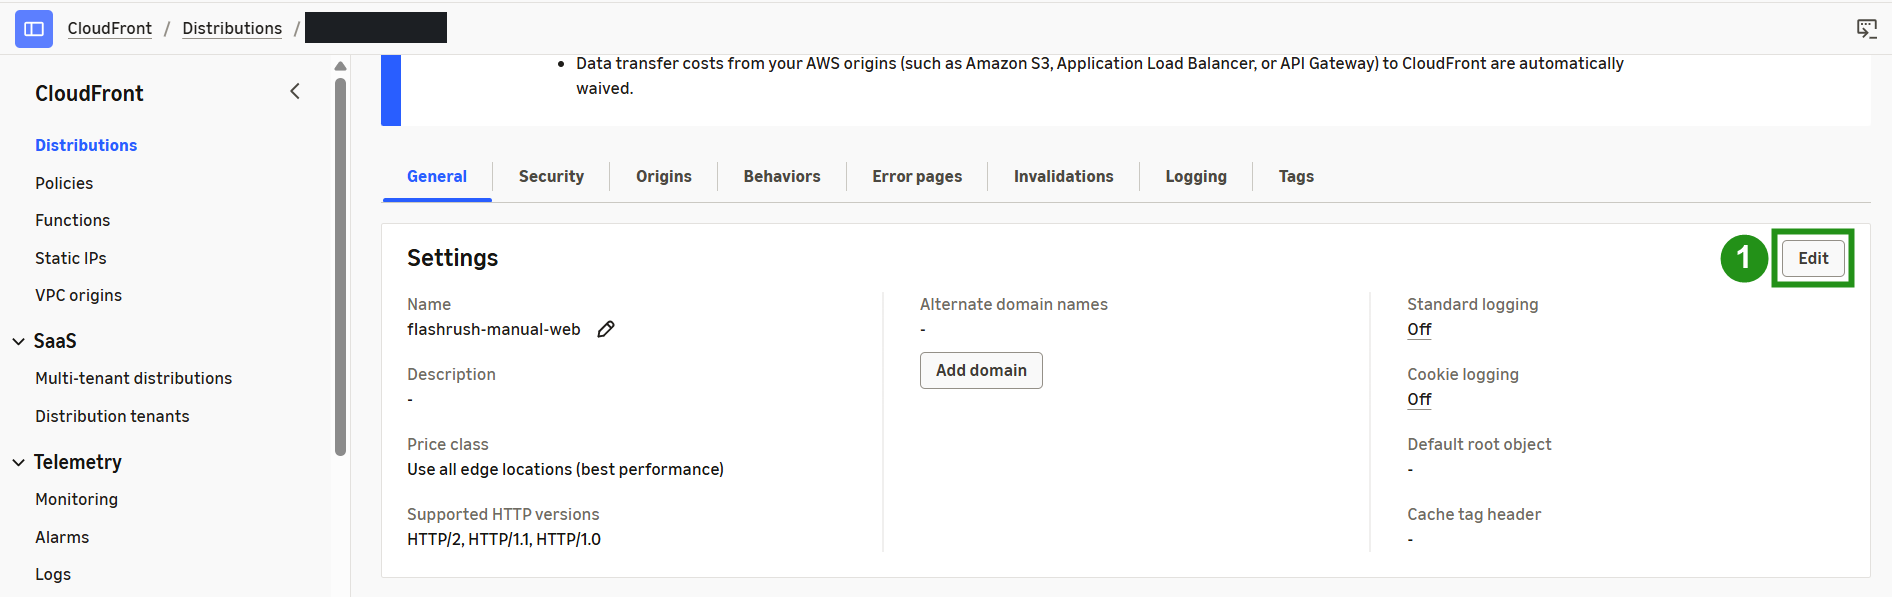 CloudFront / Distributions /
CloudFront
Distributions
Policies
Functions
Static IPs
VPC origins
SaaS
Multi-tenant distributions
Distribution tenants
Telemetry
Monitoring
Alarms
Logs
• Data transfer costs from your AWS origins (such as Amazon S3, Application Load Balancer, or API Gateway) to CloudFront are automatically
waived.
General Security Origins Behaviors Error pages Invalidations Logging Tags
Settings
1 Edit
Name
flashrush-manual-web
Description
-
Price class
Use all edge locations (best performance)
Supported HTTP versions
HTTP/2, HTTP/1.1, HTTP/1.0
Alternate domain names
-
Add domain
Standard logging
Off
Cookie logging
Off
Default root object
-
Cache tag header
-